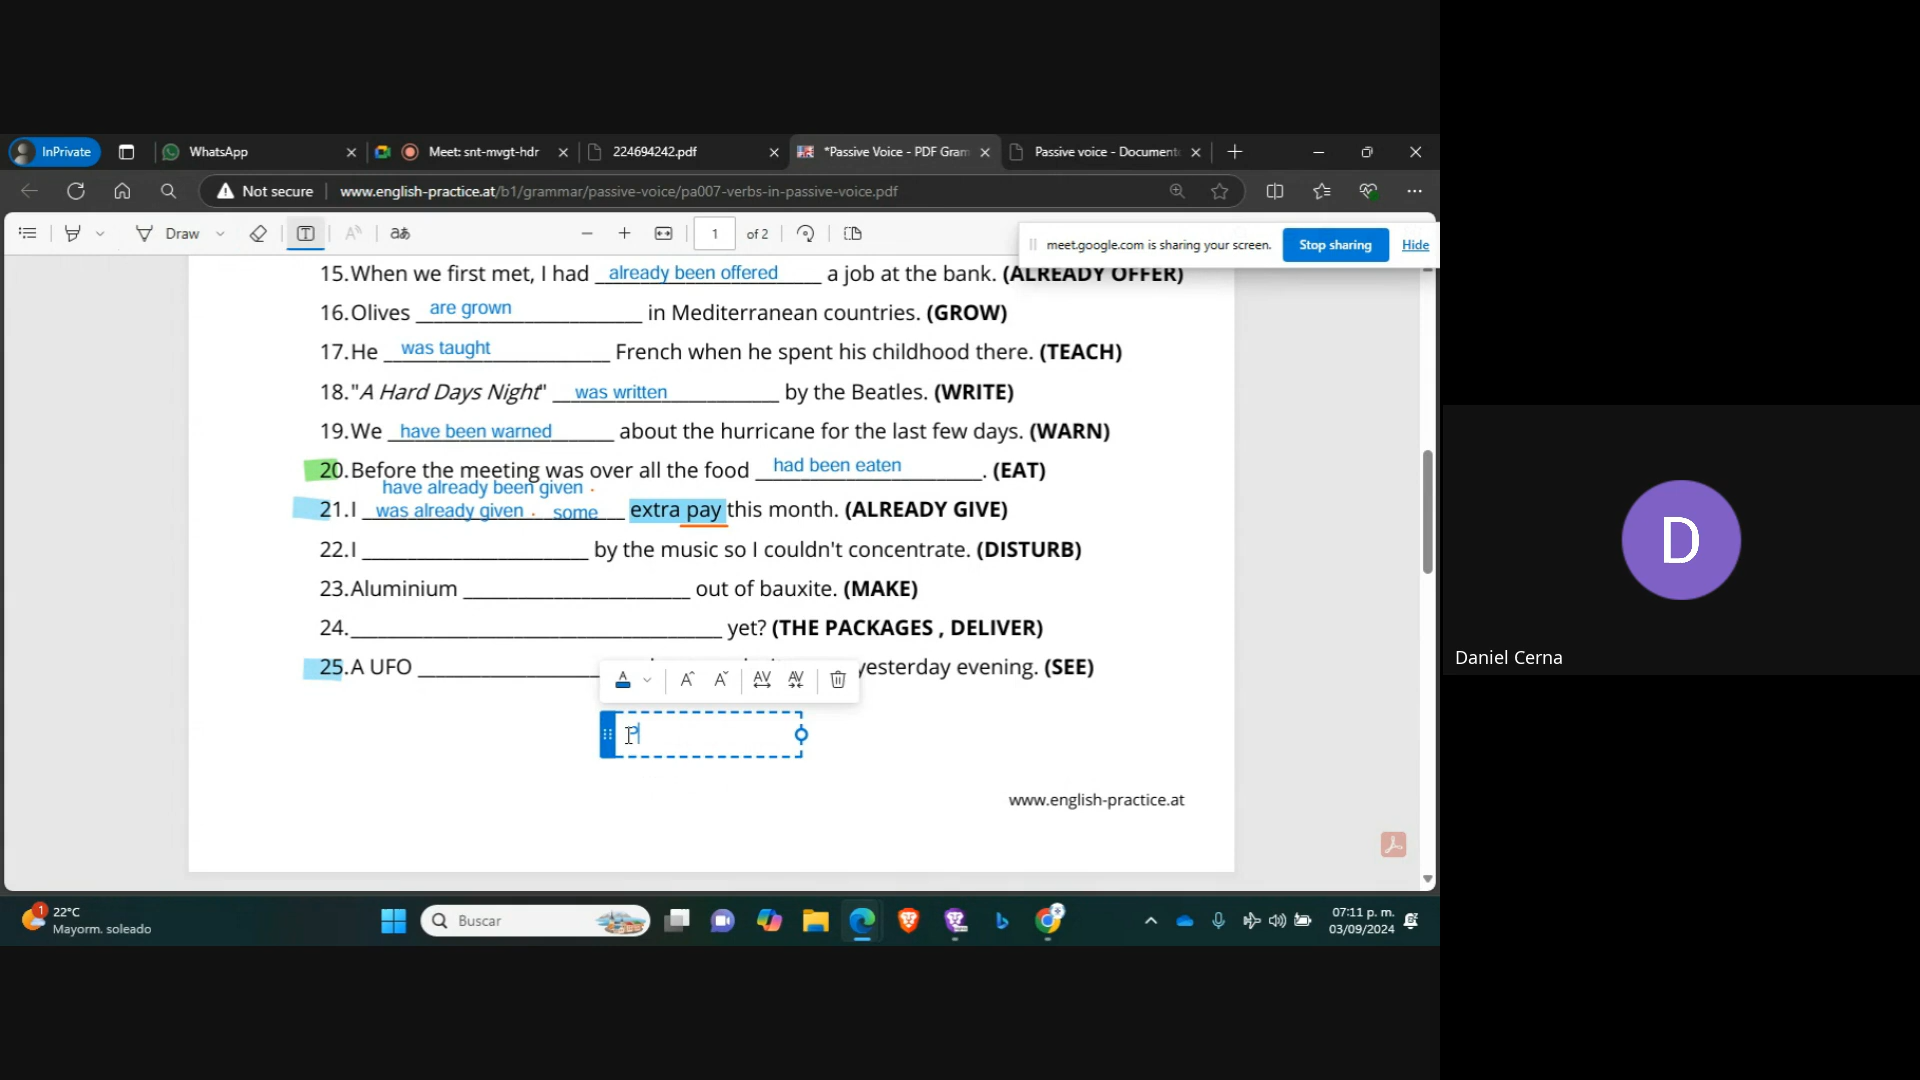 InPrivate
WhatsApp
Meet: snt-mvgt-hdr
224694242.pdf
*Passive Voice - PDF Gram
Passive voice - Document
Not secure
www.english-practice.at/b1/grammar/passive-voice/pa007-verbs-in-passive-voice.pdf
Draw
1 of 2
meet.google.com is sharing your screen.
Stop sharing
Hide
15. When we first met, I had already been offered a job at the bank. (ALREADY OFFER)
16. Olives are grown in Mediterranean countries. (GROW)
17. He was taught French when he spent his childhood there. (TEACH)
18. "A Hard Days Night" was written by the Beatles. (WRITE)
19. We have been warned about the hurricane for the last few days. (WARN)
20. Before the meeting was over all the food had been eaten. (EAT)
have already been given
21. I was already given some extra pay this month. (ALREADY GIVE)
22. I ____ by the music so I couldn't concentrate. (DISTURB)
23. Aluminium ____ out of bauxite. (MAKE)
24. ____ yet? (THE PACKAGES , DELIVER)
25. A UFO ____ yesterday evening. (SEE)
www.english-practice.at
D
Daniel Cerna
1
22°C
Mayorm. soleado
Buscar
07:11 p. m.
03/09/2024